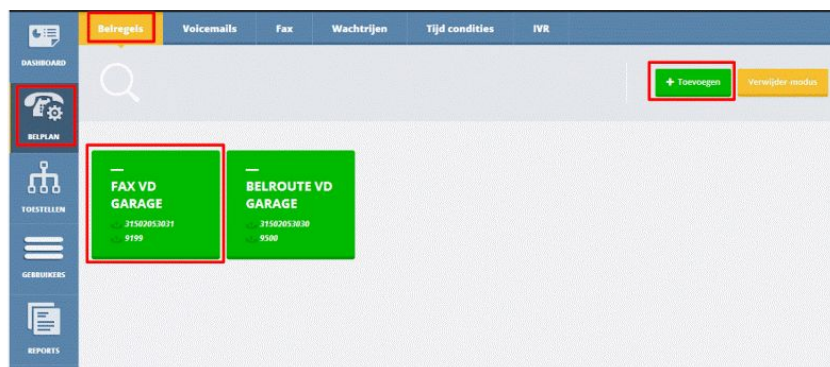 Belregels Voicemails Fax Wachtrijen Tijd condities IVR
DASHBOARD
+ Toevoegen Verwijder modus
BELPLAN
FAX VD
GARAGE
31502053031
9199
BELROUTE VD
GARAGE
31502053030
9500
TOESTELLEN
GEBRUIKERS
REPORTS